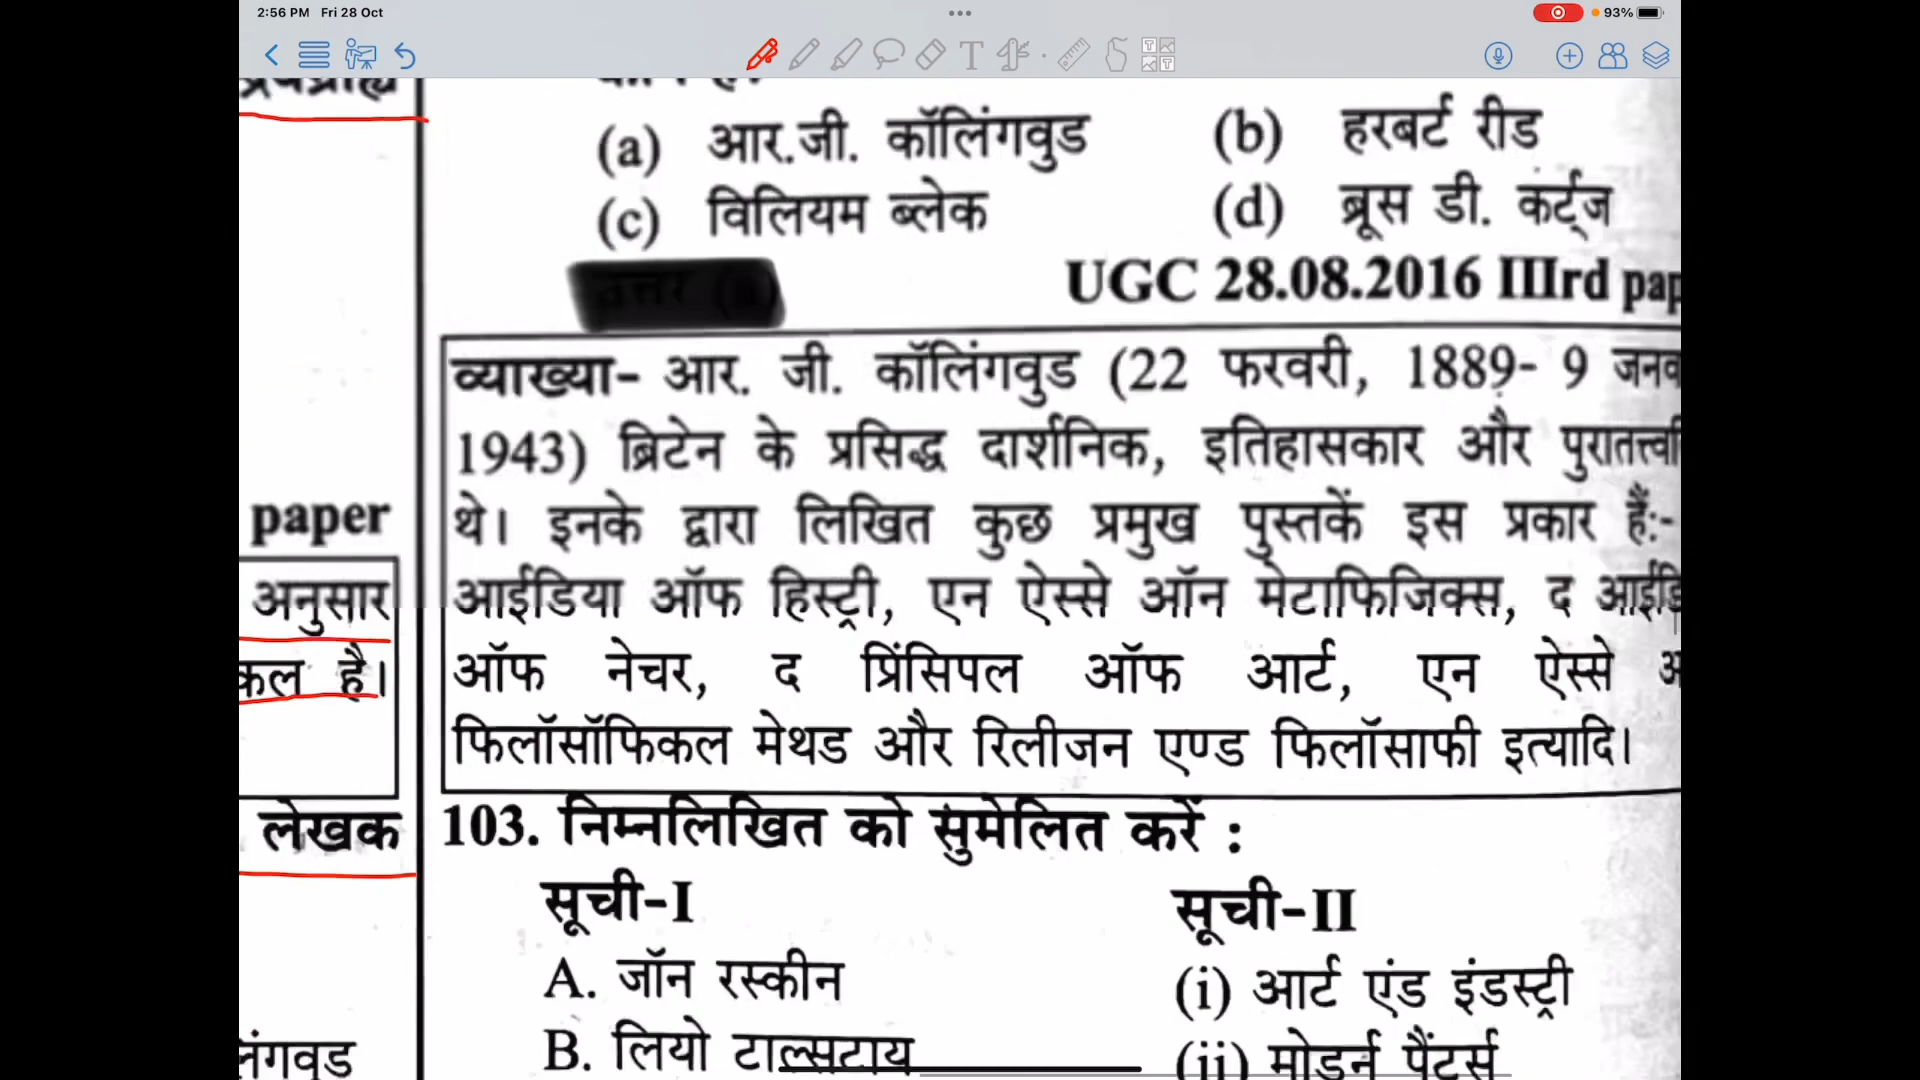 2:56 PM Fri 28 Oct
93%
(a) आर.जी. कॉलिंगवुड (b) हरबर्ट रीड
(c) विलियम ब्लेक (d) ब्रूस डी. कर्ट्ज
UGC 28.08.2016 IIIrd pap
व्याख्या- आर. जी. कॉलिंगवुड (22 फरवरी, 1889- 9 जनव
1943) ब्रिटेन के प्रसिद्ध दार्शनिक, इतिहासकार और पुरातत्त्ववि
थे। इनके द्वारा लिखित कुछ प्रमुख पुस्तकें इस प्रकार हैं:-
आईडिया ऑफ हिस्ट्री, एन ऐस्से ऑन मेटाफिजिक्स, द आईडि
ऑफ नेचर, द प्रिंसिपल ऑफ आर्ट, एन ऐस्से अ
फिलॉसॉफिकल मेथड और रिलीजन एण्ड फिलॉसाफी इत्यादि।
103. निम्नलिखित को सुमेलित करें :
सूची-I सूची-II
A. जॉन रस्कीन (i) आर्ट एंड इंडस्ट्री
B. लियो टाल्सटाय (ii) मोडर्न पैंटर्स
paper
अनुसार
कल है।
लेखक
लिंगवुड